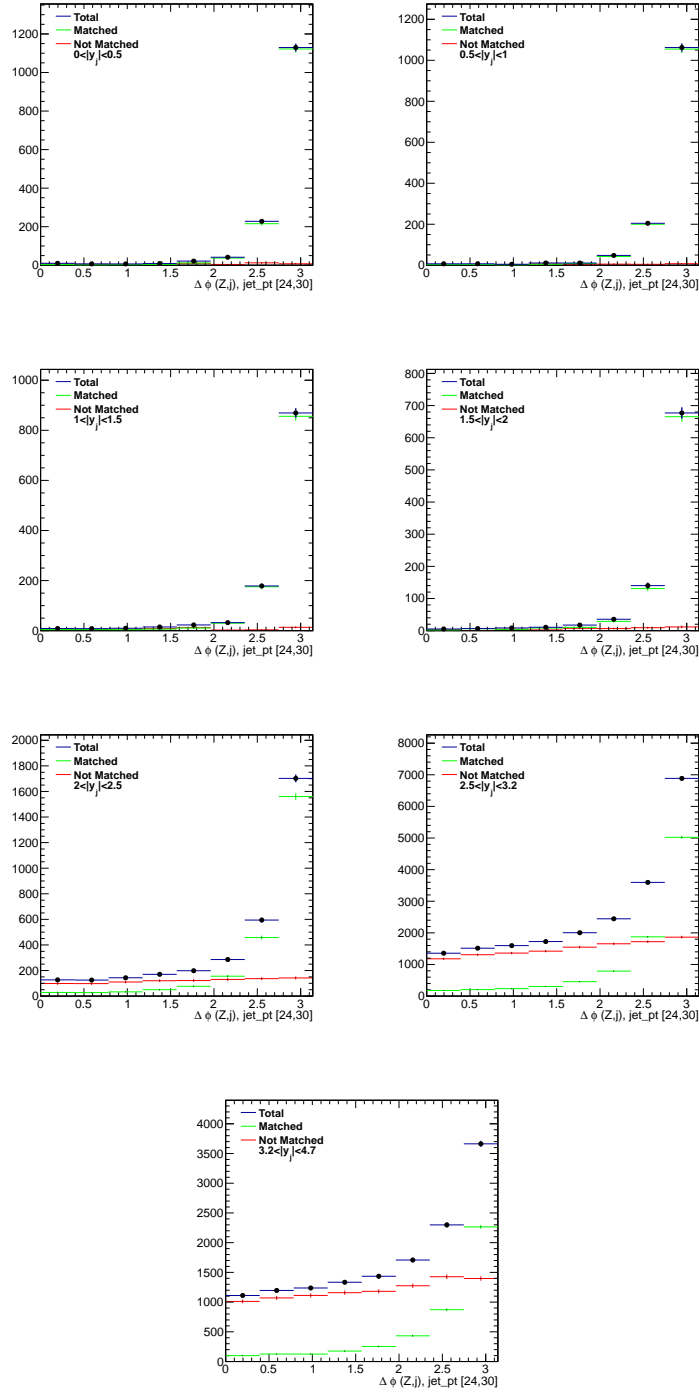 Total
Matched
Not Matched
0<|y_j|<0.5
1200
1000
800
600
400
200
0
0 0.5 1 1.5 2 2.5 3
Δ ϕ (Z,j), jet_pt [24,30]
Total
Matched
Not Matched
0.5<|y_j|<1
1200
1000
800
600
400
200
0
0 0.5 1 1.5 2 2.5 3
Δ ϕ (Z,j), jet_pt [24,30]
Total
Matched
Not Matched
1<|y_j|<1.5
1000
800
600
400
200
0
0 0.5 1 1.5 2 2.5 3
Δ ϕ (Z,j), jet_pt [24,30]
Total
Matched
Not Matched
1.5<|y_j|<2
800
700
600
500
400
300
200
100
0
0 0.5 1 1.5 2 2.5 3
Δ ϕ (Z,j), jet_pt [24,30]
Total
Matched
Not Matched
2<|y_j|<2.5
2000
1800
1600
1400
1200
1000
800
600
400
200
0
0 0.5 1 1.5 2 2.5 3
Δ ϕ (Z,j), jet_pt [24,30]
Total
Matched
Not Matched
2.5<|y_j|<3.2
8000
7000
6000
5000
4000
3000
2000
1000
0
0 0.5 1 1.5 2 2.5 3
Δ ϕ (Z,j), jet_pt [24,30]
Total
Matched
Not Matched
3.2<|y_j|<4.7
4000
3500
3000
2500
2000
1500
1000
500
0
0 0.5 1 1.5 2 2.5 3
Δ ϕ (Z,j), jet_pt [24,30]